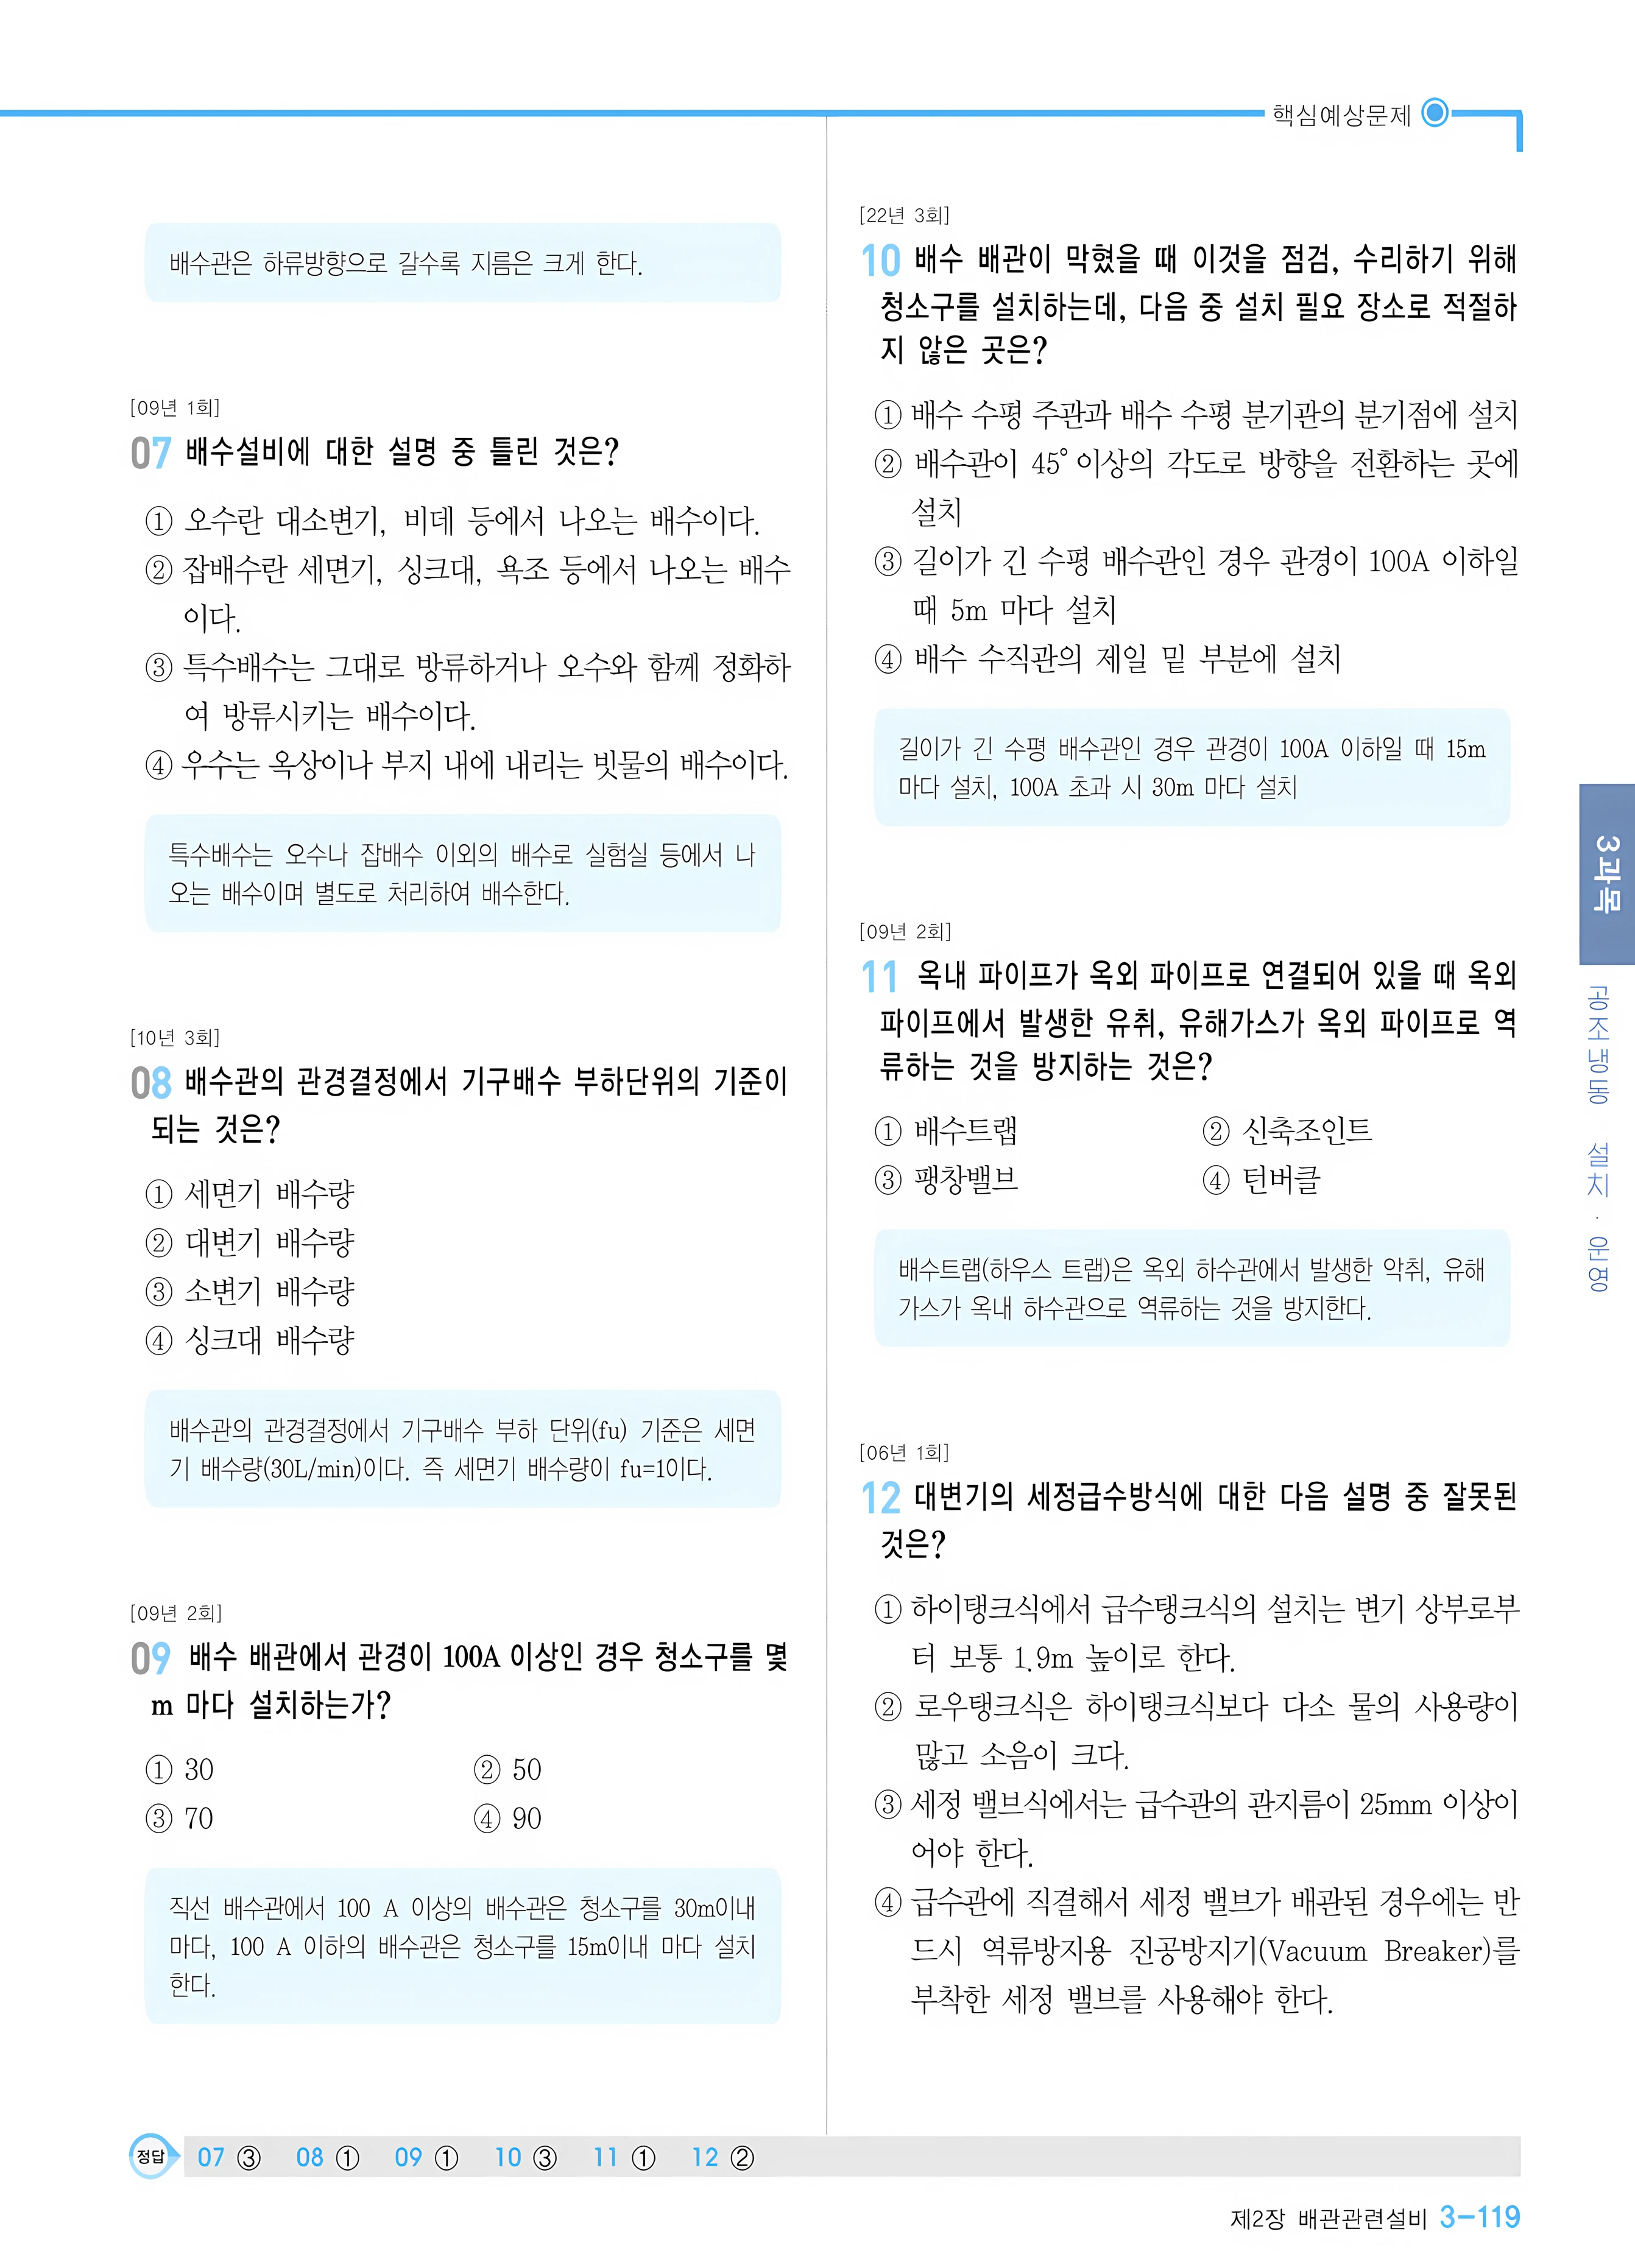 핵심예상문제
배수관은 하류방향으로 갈수록 지름은 크게 한다.
[09년 1회]
07 배수설비에 대한 설명 중 틀린 것은?
① 오수란 대소변기, 비데 등에서 나오는 배수이다.
② 잡배수란 세면기, 싱크대, 욕조 등에서 나오는 배수
이다.
③ 특수배수는 그대로 방류하거나 오수와 함께 정화하
여 방류시키는 배수이다.
④ 우수는 옥상이나 부지 내에 내리는 빗물의 배수이다.
특수배수는 오수나 잡배수 이외의 배수로 실험실 등에서 나
오는 배수이며 별도로 처리하여 배수한다.
[10년 3회]
08 배수관의 관경결정에서 기구배수 부하단위의 기준이
되는 것은?
① 세면기 배수량
② 대변기 배수량
③ 소변기 배수량
④ 싱크대 배수량
배수관의 관경결정에서 기구배수 부하 단위(fu) 기준은 세면
기 배수량(30L/min)이다. 즉 세면기 배수량이 fu=1이다.
[09년 2회]
09 배수 배관에서 관경이 100A 이상인 경우 청소구를 몇
m 마다 설치하는가?
① 30 ② 50
③ 70 ④ 90
직선 배수관에서 100 A 이상의 배수관은 청소구를 30m이내
마다, 100 A 이하의 배수관은 청소구를 15m이내 마다 설치
한다.
[22년 3회]
10 배수 배관이 막혔을 때 이것을 점검, 수리하기 위해
청소구를 설치하는데, 다음 중 설치 필요 장소로 적절하
지 않은 곳은?
① 배수 수평 주관과 배수 수평 분기관의 분기점에 설치
② 배수관이 45° 이상의 각도로 방향을 전환하는 곳에
설치
③ 길이가 긴 수평 배수관인 경우 관경이 100A 이하일
때 5m 마다 설치
④ 배수 수직관의 제일 밑 부분에 설치
길이가 긴 수평 배수관인 경우 관경이 100A 이하일 때 15m
마다 설치, 100A 초과 시 30m 마다 설치
[09년 2회]
11 옥내 파이프가 옥외 파이프로 연결되어 있을 때 옥외
파이프에서 발생한 유취, 유해가스가 옥외 파이프로 역
류하는 것을 방지하는 것은?
① 배수트랩 ② 신축조인트
③ 팽창밸브 ④ 턴버클
배수트랩(하우스 트랩)은 옥외 하수관에서 발생한 악취, 유해
가스가 옥내 하수관으로 역류하는 것을 방지한다.
[06년 1회]
12 대변기의 세정급수방식에 대한 다음 설명 중 잘못된
것은?
① 하이탱크식에서 급수탱크식의 설치는 변기 상부로부
터 보통 1.9m 높이로 한다.
② 로우탱크식은 하이탱크식보다 다소 물의 사용량이
많고 소음이 크다.
③ 세정 밸브식에서는 급수관의 관지름이 25mm 이상이
어야 한다.
④ 급수관에 직결해서 세정 밸브가 배관된 경우에는 반
드시 역류방지용 진공방지기(Vacuum Breaker)를
부착한 세정 밸브를 사용해야 한다.
3과목
공조냉동 설치·운영
정답 07 ③ 08 ① 09 ① 10 ③ 11 ① 12 ②
제2장 배관관련설비 3-119